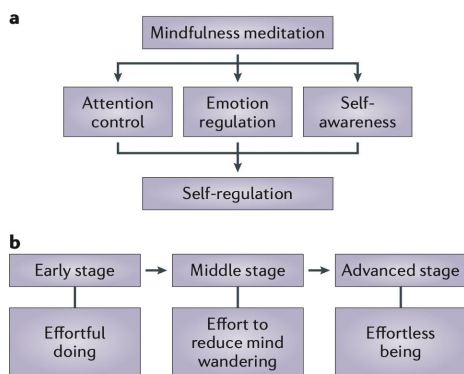 a
Mindfulness meditation
Attention
control
Emotion
regulation
Self-
awareness
Self-regulation
b
Early stage
Middle stage
Advanced stage
Effortful
doing
Effort to
reduce mind
wandering
Effortless
being